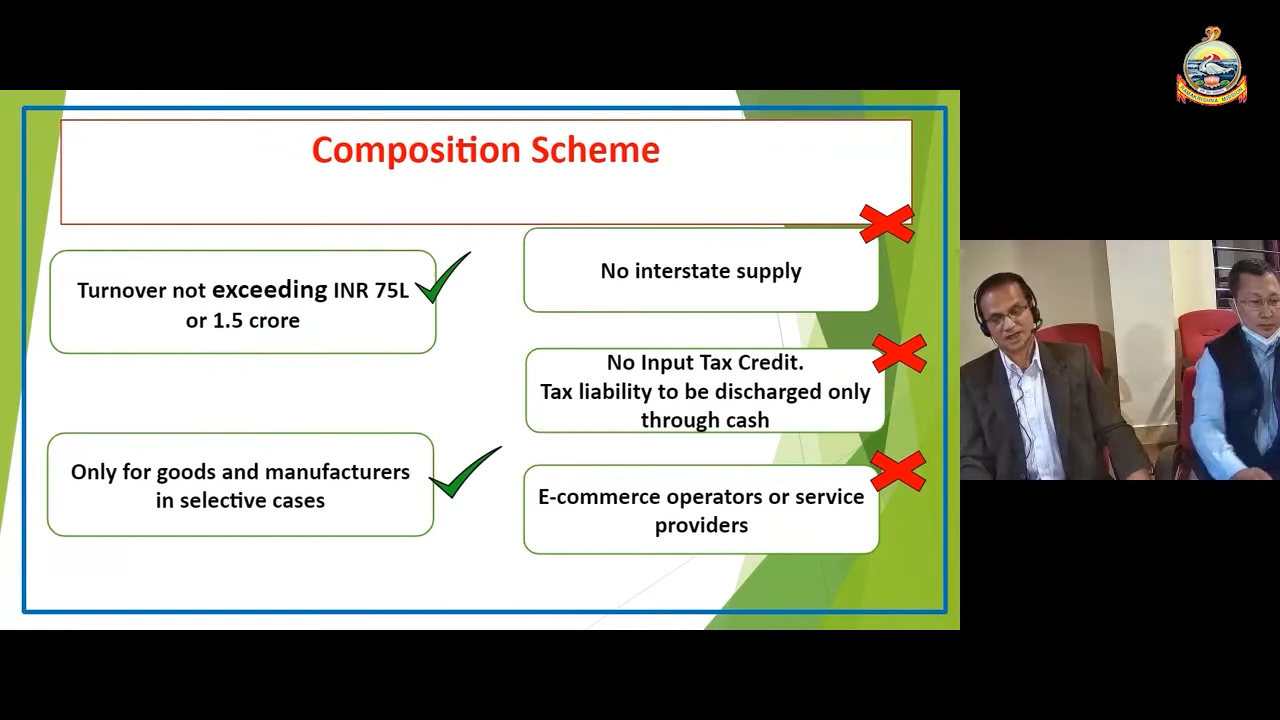 Composition Scheme
Turnover not exceeding INR 75L
or 1.5 crore
Only for goods and manufacturers
in selective cases
No interstate supply
No Input Tax Credit.
Tax liability to be discharged only
through cash
E-commerce operators or service
providers
RAMAKRISHNA MISSION